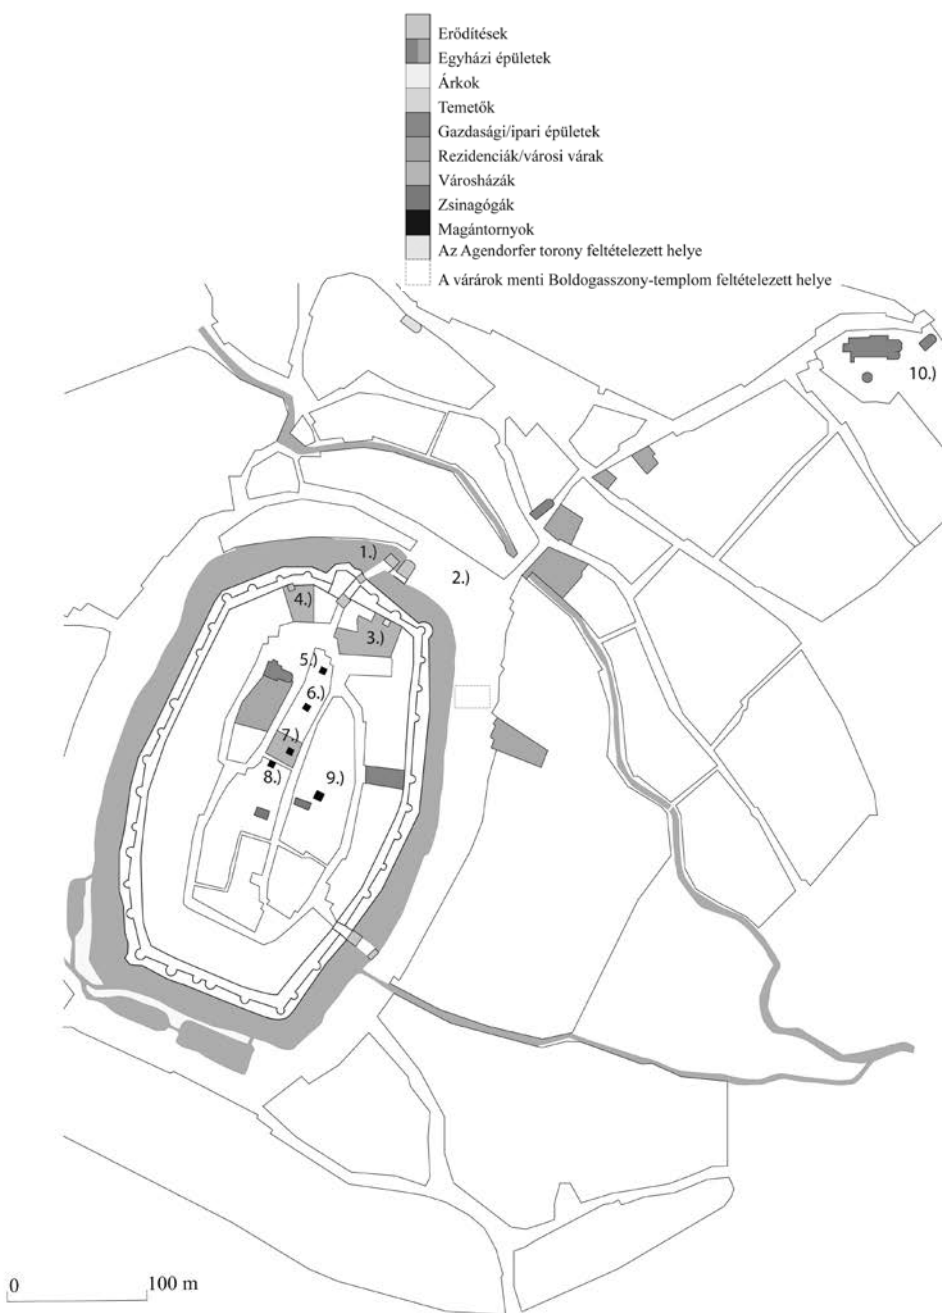 Erődítések
Egyházi épületek
Árkok
Temetők
Gazdasági/ipari épületek
Rezidenciák/városi várak
Városházák
Zsinagógák
Magántornyok
Az Agendorfer torony feltételezett helye
A várárok menti Boldogasszony-templom feltételezett helye
10.)
1.)
2.)
4.)
3.)
5.)
6.)
7.)
8.)
9.)
0
100 m